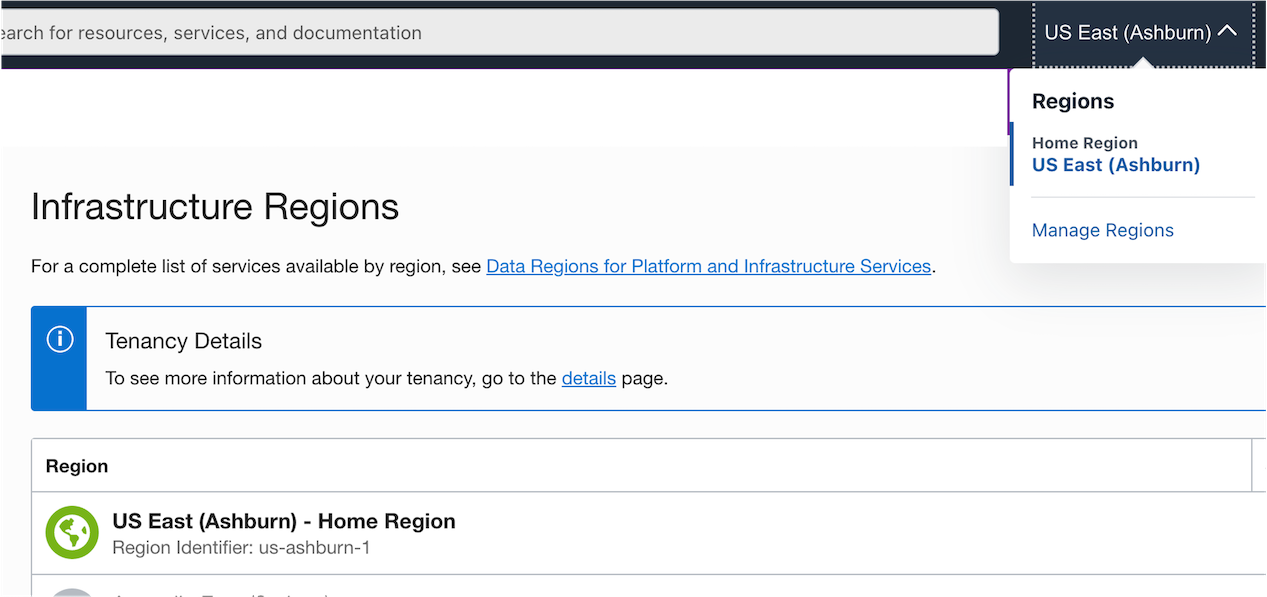 earch for resources, services, and documentation
US East (Ashburn)
Regions
Home Region
US East (Ashburn)
Manage Regions
Infrastructure Regions
For a complete list of services available by region, see Data Regions for Platform and Infrastructure Services.
Tenancy Details
To see more information about your tenancy, go to the details page.
Region
US East (Ashburn) - Home Region
Region Identifier: us-ashburn-1